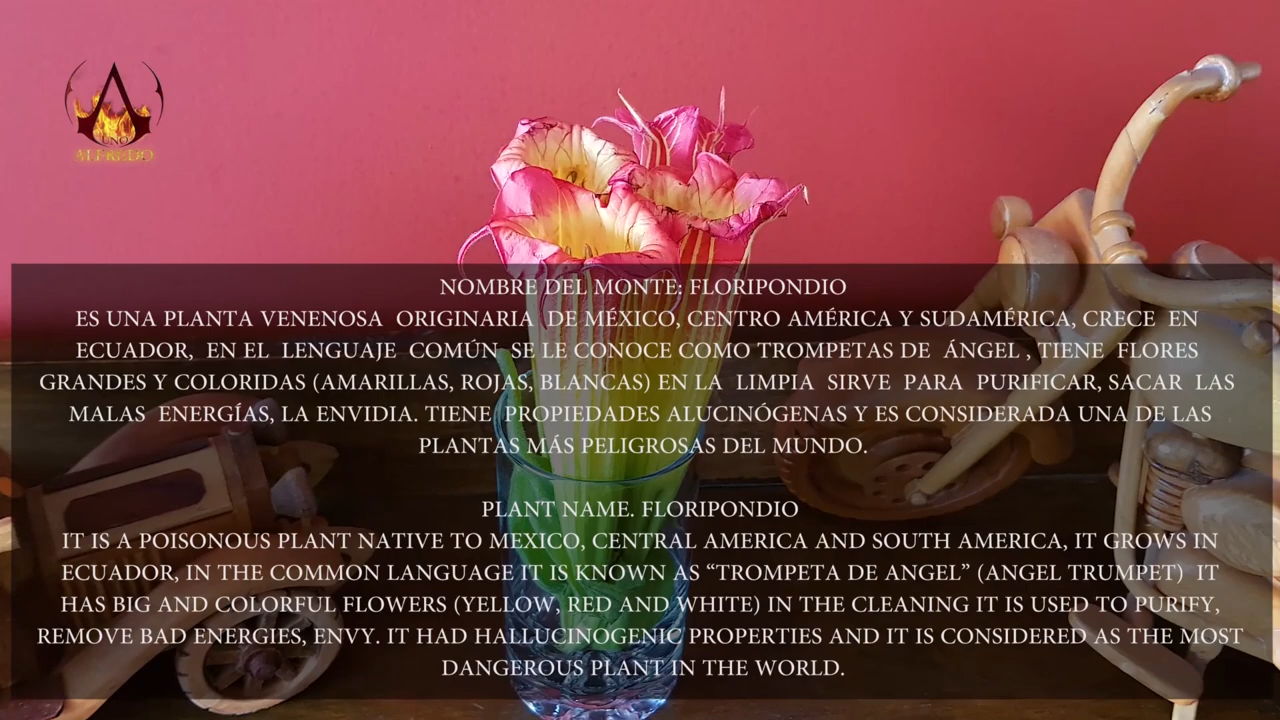 UNO
ALFREDO
NOMBRE DEL MONTE: FLORIPONDIO
ES UNA PLANTA VENENOSA ORIGINARIA DE MÉXICO, CENTRO AMÉRICA Y SUDAMÉRICA, CRECE EN
ECUADOR, EN EL LENGUAJE COMÚN SE LE CONOCE COMO TROMPETAS DE ÁNGEL , TIENE FLORES
GRANDES Y COLORIDAS (AMARILLAS, ROJAS, BLANCAS) EN LA LIMPIA SIRVE PARA PURIFICAR, SACAR LAS
MALAS ENERGÍAS, LA ENVIDIA. TIENE PROPIEDADES ALUCINÓGENAS Y ES CONSIDERADA UNA DE LAS
PLANTAS MÁS PELIGROSAS DEL MUNDO.
PLANT NAME. FLORIPONDIO
IT IS A POISONOUS PLANT NATIVE TO MEXICO, CENTRAL AMERICA AND SOUTH AMERICA, IT GROWS IN
ECUADOR, IN THE COMMON LANGUAGE IT IS KNOWN AS “TROMPETA DE ANGEL” (ANGEL TRUMPET) IT
HAS BIG AND COLORFUL FLOWERS (YELLOW, RED AND WHITE) IN THE CLEANING IT IS USED TO PURIFY,
REMOVE BAD ENERGIES, ENVY. IT HAD HALLUCINOGENIC PROPERTIES AND IT IS CONSIDERED AS THE MOST
DANGEROUS PLANT IN THE WORLD.